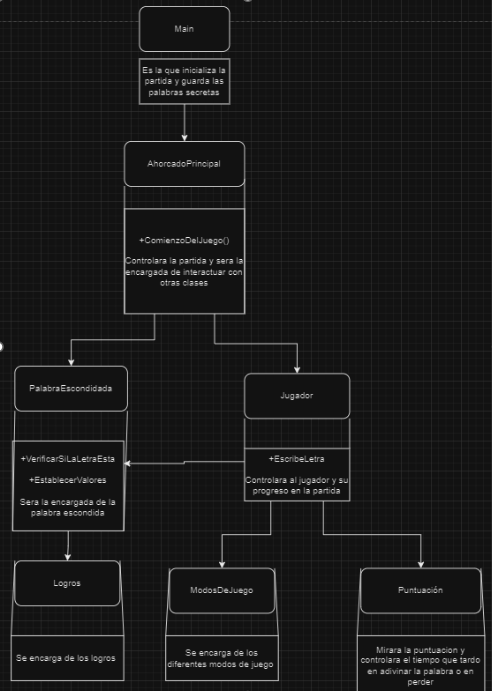 Main
Es la que inicializa la
partida y guarda las
palabras secretas
AhorcadoPrincipal
+ComienzoDelJuego()
Controlara la partida y sera la
encargada de interactuar con
otras clases
PalabraEscondidada
Jugador
+VerificarSiLaLetraEsta
+EstablecerValores
Sera la encargada de la
palabra escondida
+EscribeLetra
Controlara al jugador y su
progreso en la partida
Logros
ModosDeJuego
Puntuación
Se encarga de los logros
Se encarga de los
diferentes modos de juego
Mirara la puntuacion y
controlara el tiempo que tardo
en adivinar la palabra o en
perder